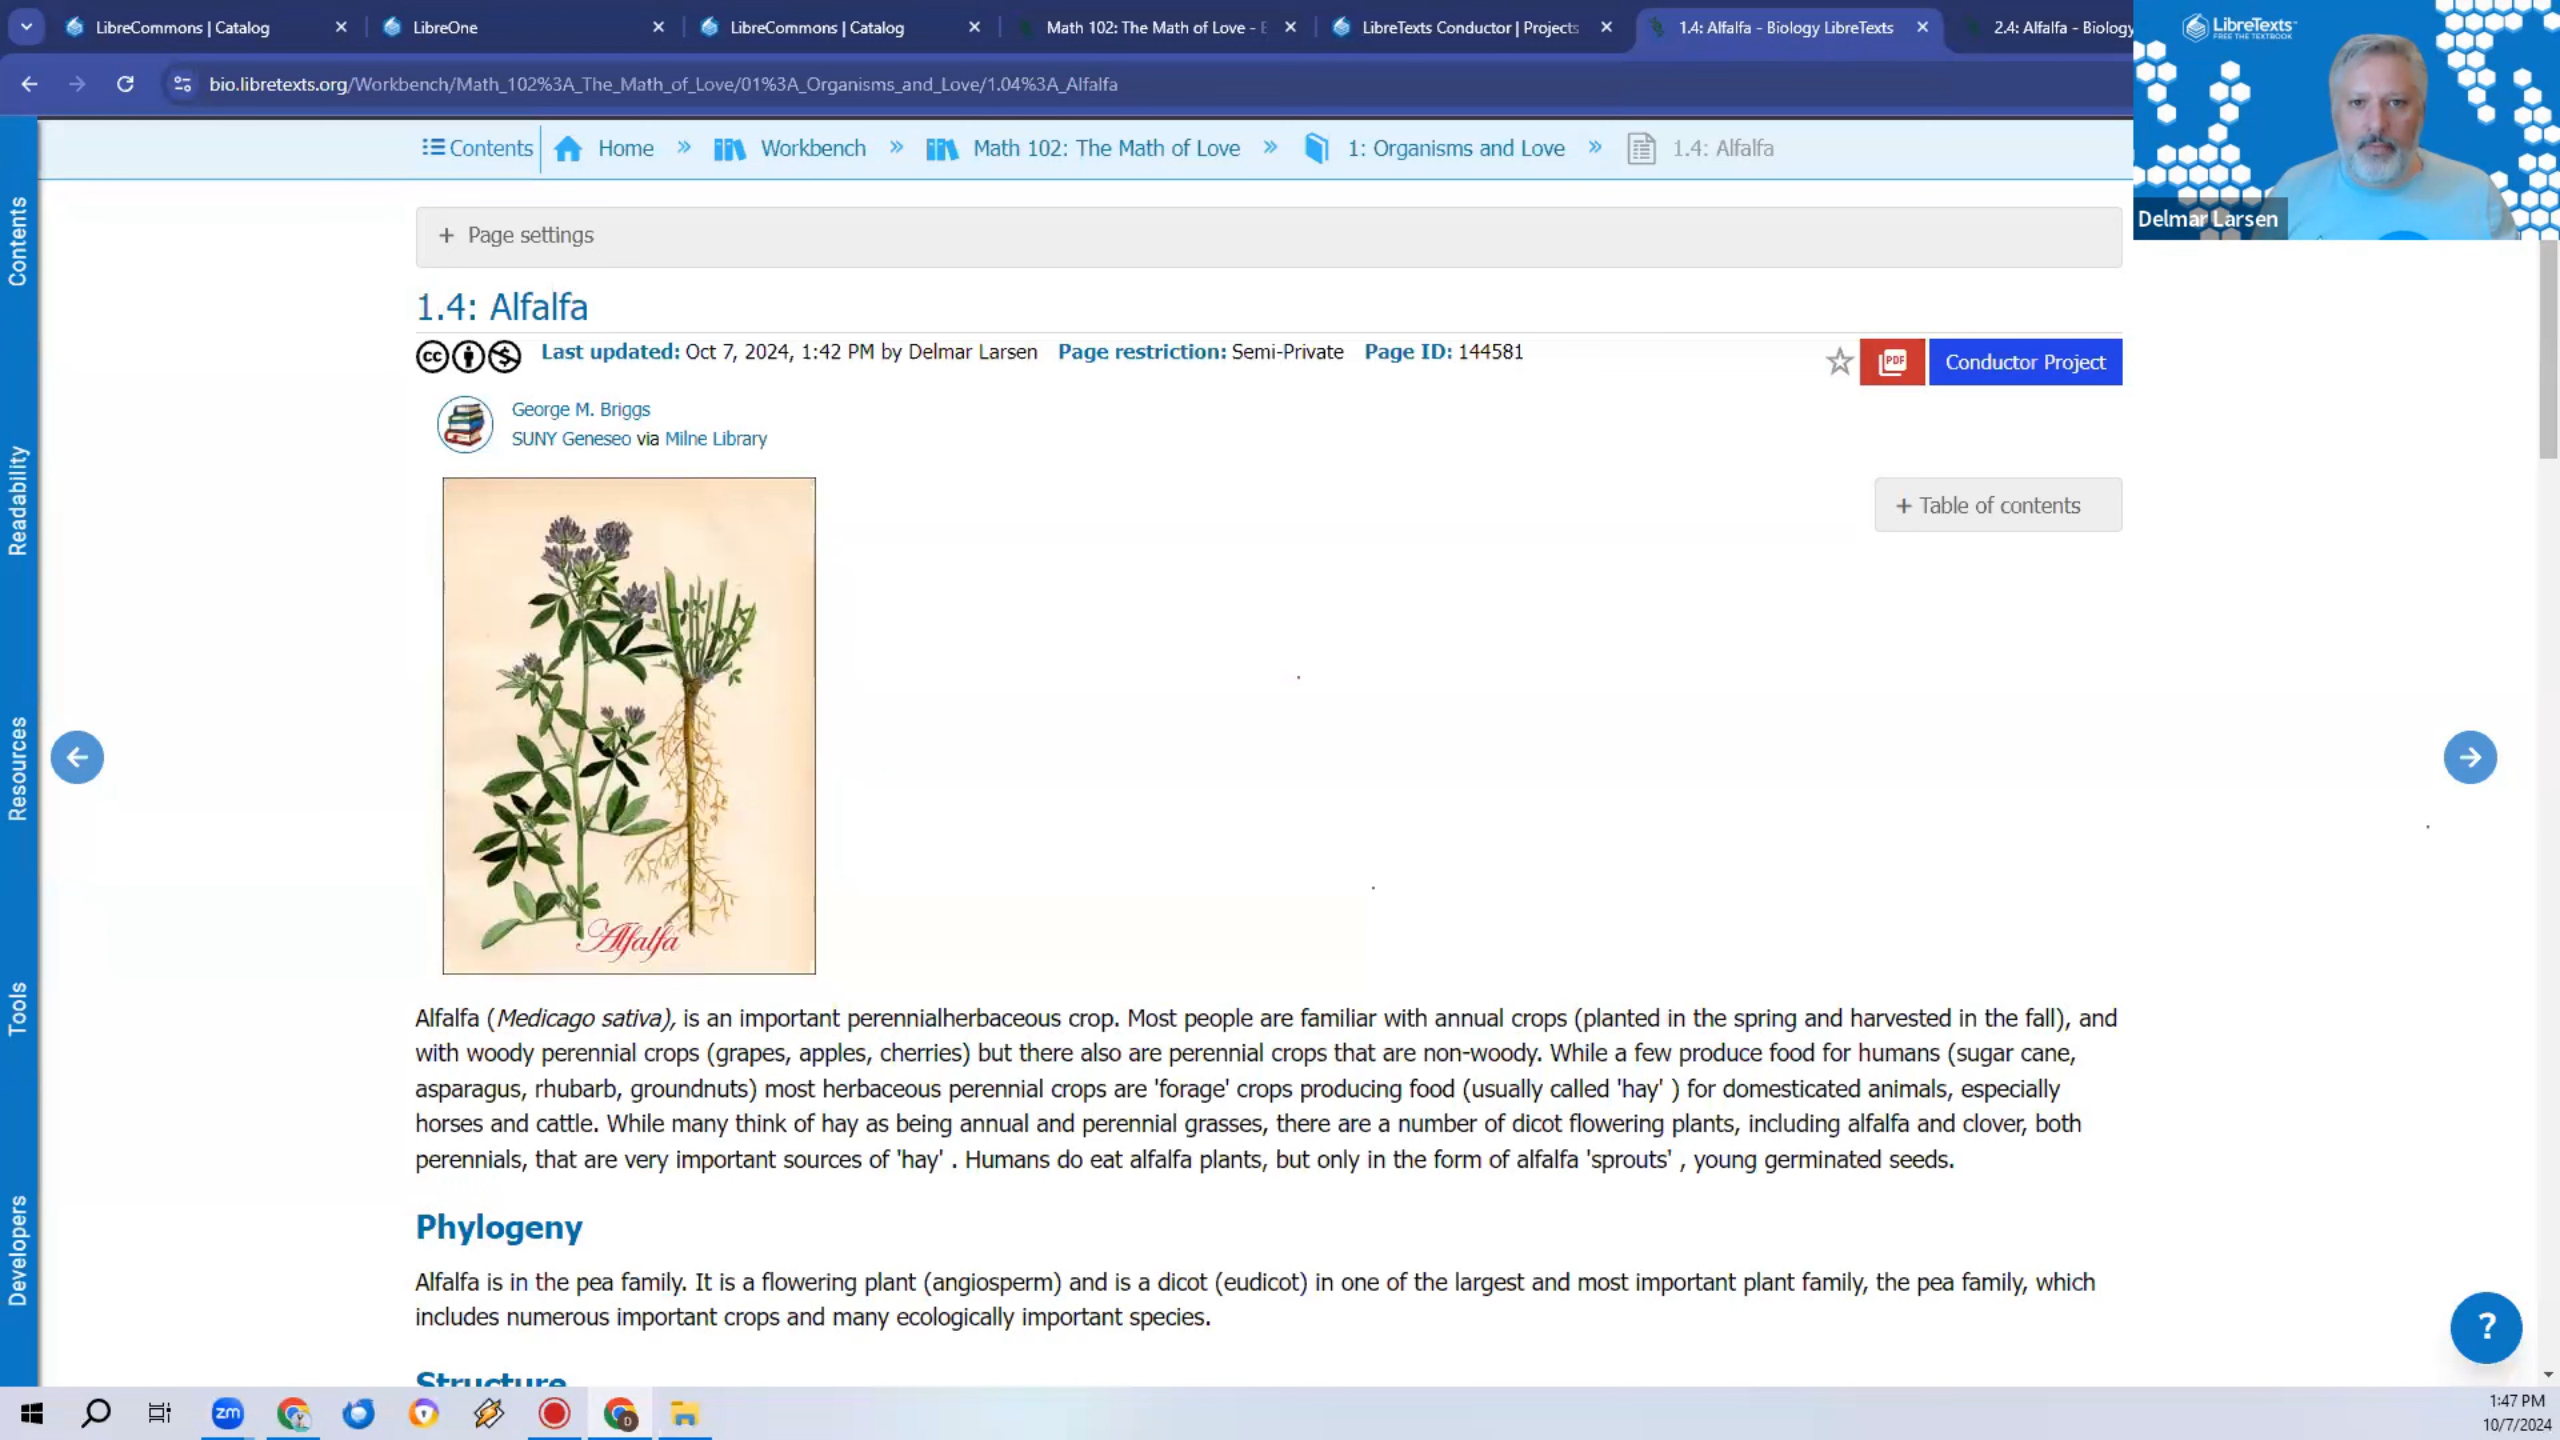 LibreCommons | Catalog
LibreOne
LibreCommons | Catalog
Math 102: The Math of Love -
LibreTexts Conductor | Projects
1.4: Alfalfa - Biology LibreTexts
2.4: Alfalfa - Biology
bio.libretexts.org/Workbench/Math_102%3A_The_Math_of_Love/01%3A_Organisms_and_Love/1.04%3A_Alfalfa
LibreTexts
FREE THE TEXTBOOK
Delmar Larsen
Contents
Home » Workbench » Math 102: The Math of Love » 1: Organisms and Love » 1.4: Alfalfa
Contents
Readability
Resources
Tools
Developers
+ Page settings
1.4: Alfalfa
cc
Last updated: Oct 7, 2024, 1:42 PM by Delmar Larsen Page restriction: Semi-Private Page ID: 144581
PDF
Conductor Project
George M. Briggs
SUNY Geneseo via Milne Library
+ Table of contents
Alfalfa
Alfalfa (Medicago sativa), is an important perennialherbaceous crop. Most people are familiar with annual crops (planted in the spring and harvested in the fall), and
with woody perennial crops (grapes, apples, cherries) but there also are perennial crops that are non-woody. While a few produce food for humans (sugar cane,
asparagus, rhubarb, groundnuts) most herbaceous perennial crops are 'forage' crops producing food (usually called 'hay' ) for domesticated animals, especially
horses and cattle. While many think of hay as being annual and perennial grasses, there are a number of dicot flowering plants, including alfalfa and clover, both
perennials, that are very important sources of 'hay' . Humans do eat alfalfa plants, but only in the form of alfalfa 'sprouts' , young germinated seeds.
Phylogeny
Alfalfa is in the pea family. It is a flowering plant (angiosperm) and is a dicot (eudicot) in one of the largest and most important plant family, the pea family, which
includes numerous important crops and many ecologically important species.
Structure
?
zm
D
1:47 PM
10/7/2024